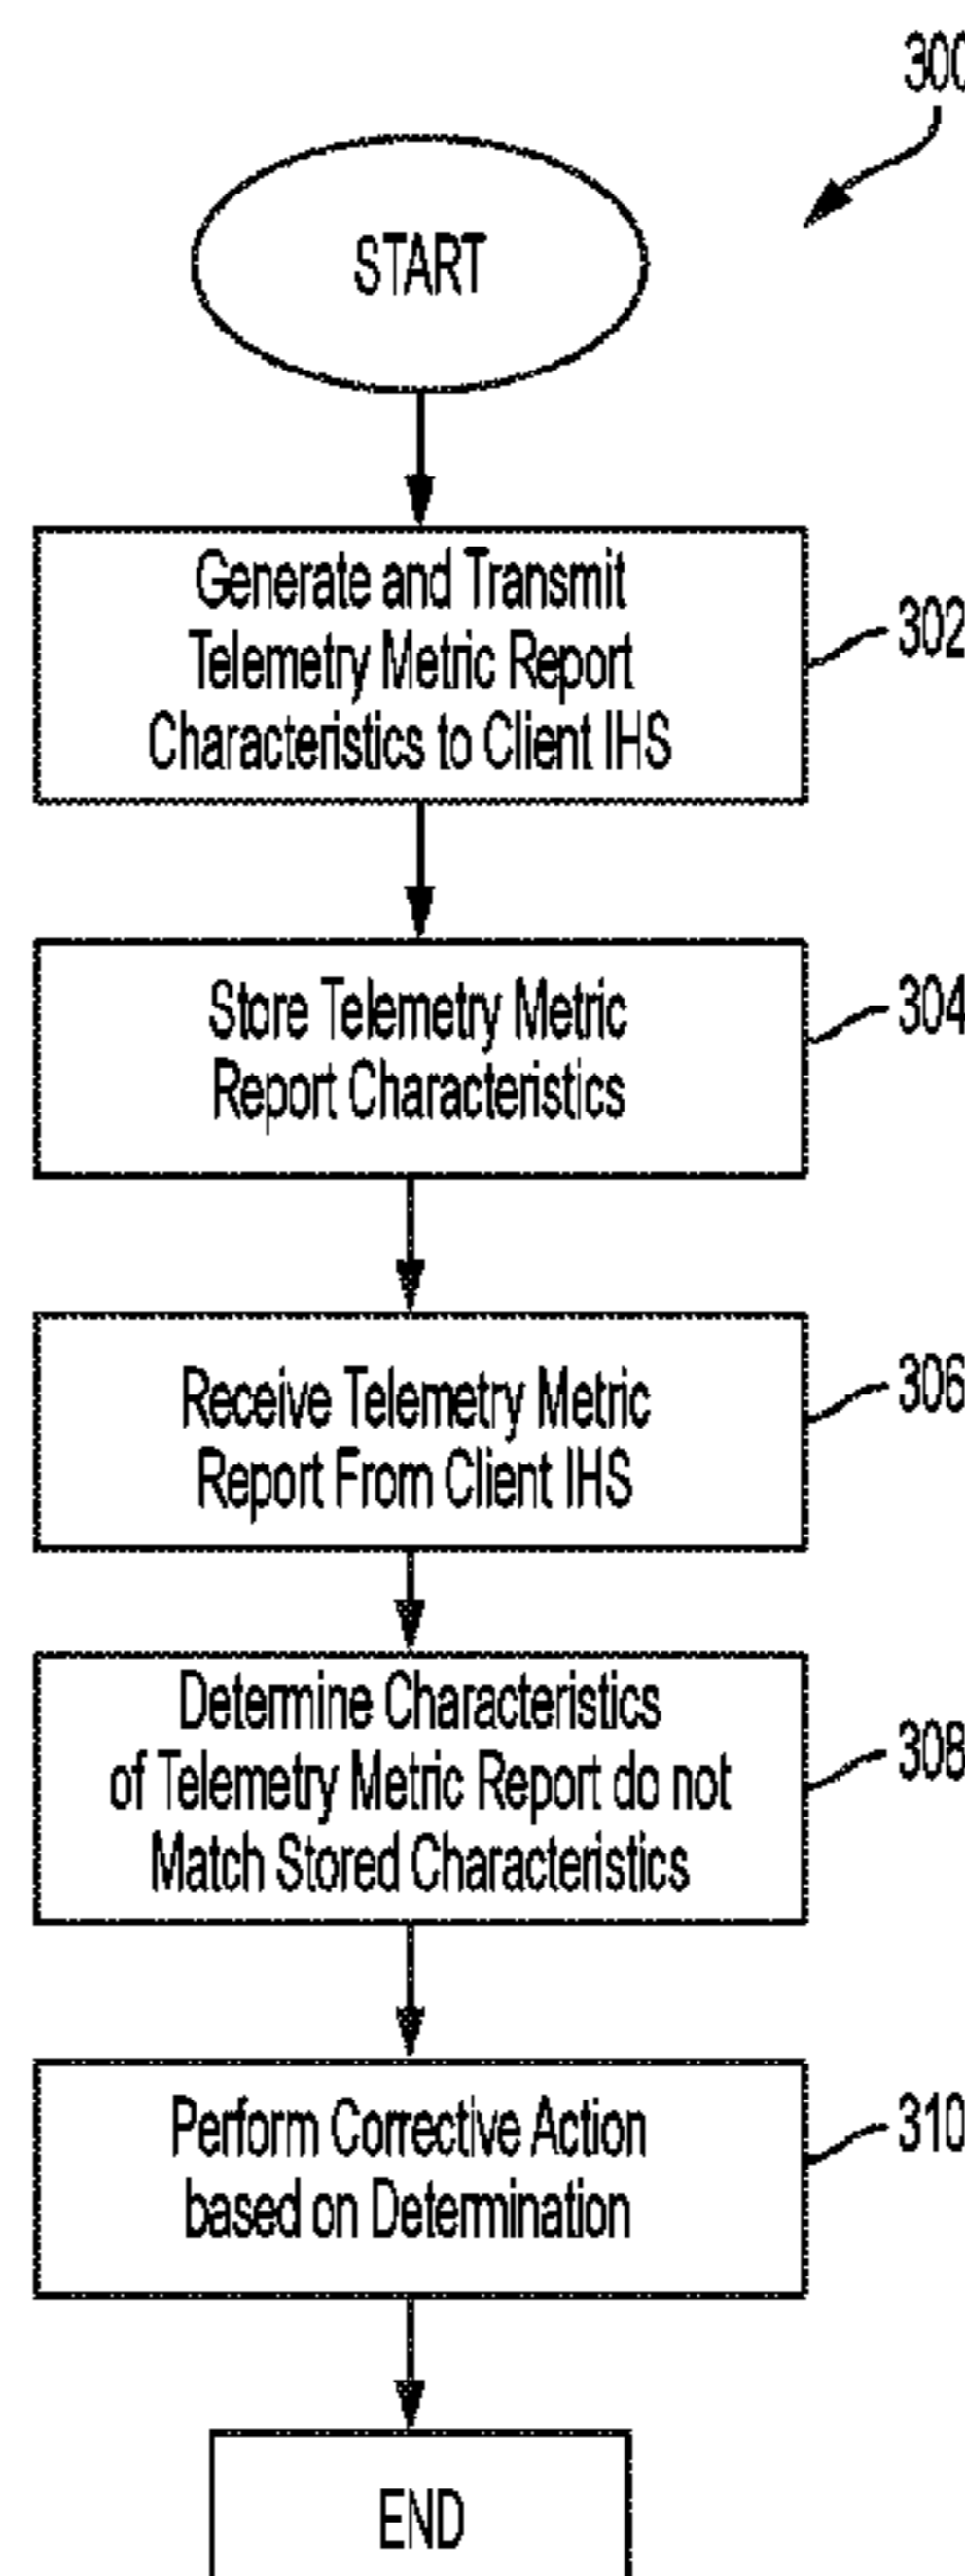 300
START
Generate and Transmit
Telemetry Metric Report
Characteristics to Client IHS
302
Store Telemetry Metric
Report Characteristics
304
Receive Telemetry Metric
Report From Client IHS
306
Determine Characteristics
of Telemetry Metric Report do not
Match Stored Characteristics
308
Perform Corrective Action
based on Determination
310
END